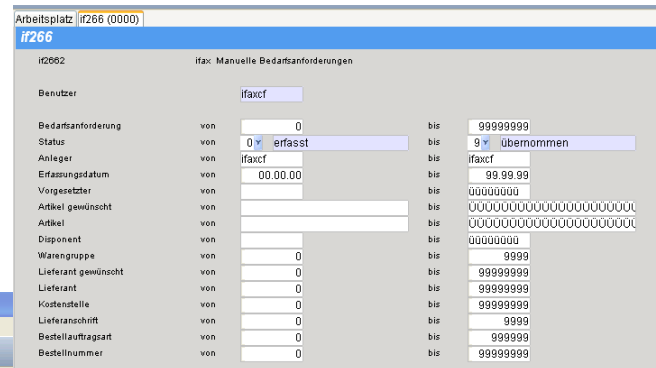 Arbeitsplatz if266 (0000)
if266
if2662 ifax Manuelle Bedarfsanforderungen
Benutzer ifaxcf
Bedarfsanforderung von 0 bis 99999999
Status von 0 erfasst bis 9 übernommen
Anleger von ifaxcf bis ifaxcf
Erfassungsdatum von 00.00.00 bis 99.99.99
Vorgesetzter von bis üüüüüüüü
Artikel gewünscht von bis ÜÜÜÜÜÜÜÜÜÜÜÜÜÜÜÜÜÜÜÜÜ
Artikel von bis ÜÜÜÜÜÜÜÜÜÜÜÜÜÜÜÜÜÜÜÜÜ
Disponent von bis üüüüüüüü
Warengruppe von 0 bis 9999
Lieferant gewünscht von 0 bis 99999999
Lieferant von 0 bis 99999999
Kostenstelle von 0 bis 99999999
Lieferanschrift von 0 bis 9999
Bestellauftragsart von 0 bis 999999
Bestellnummer von 0 bis 99999999